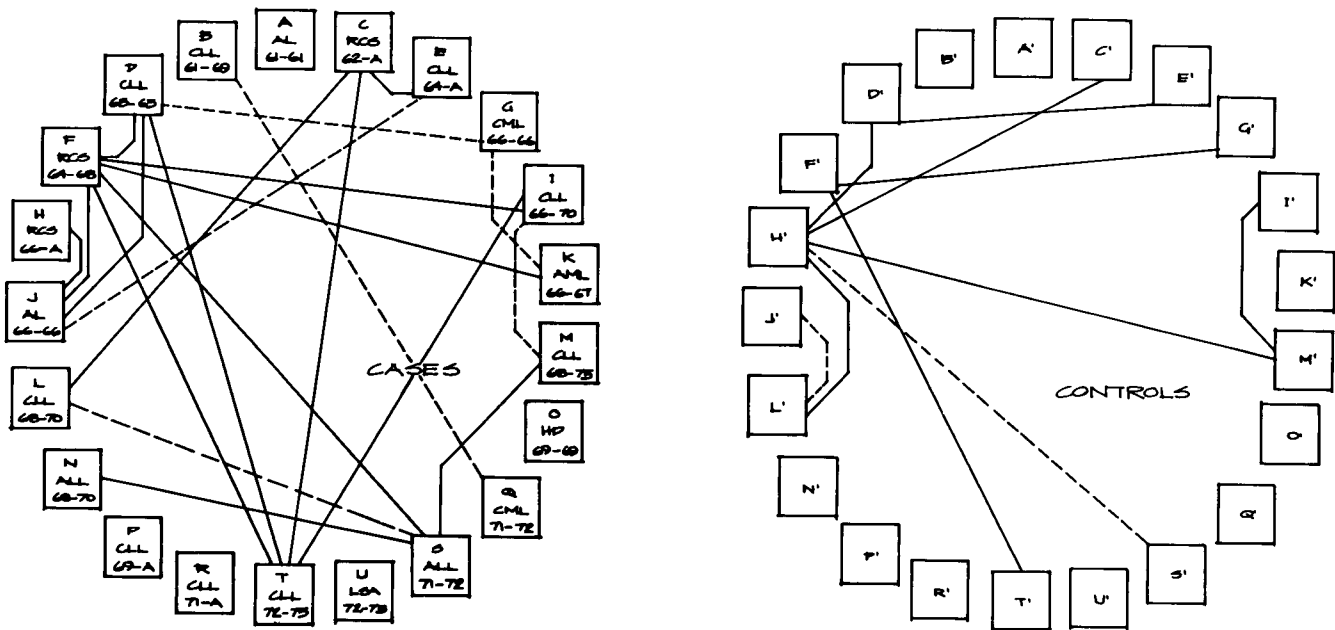 A
AL
61-61
C
RCS
62-A
B
CLL
61-69
E
CLL
64-A
D
CLL
G
CML
66-66
F
RCS
64-68
I
CLL
66-70
H
RCS
66-A
K
AML
66-67
J
AL
66-66
M
CLL
68-73
CASES
L
CLL
68-70
O
HD
69-69
N
ALL
68-70
Q
CML
71-72
P
CLL
69-A
S
ALL
71-72
R
CLL
71-A
T
CLL
72-73
U
LSA
72-73
A'
C'
B'
E'
D'
G'
F'
I'
H'
K'
J'
M'
CONTROLS
L'
O
N'
Q
P'
S'
R'
T'
U'